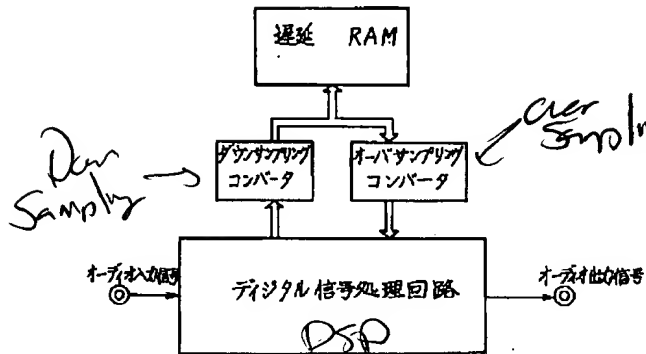 遅延 RAM
ダウンサンプリング
コンバータ
オーバサンプリング
コンバータ
Down
Sampling
over
Sampln
オーディオ入力信号
ディジタル信号処理回路
オーディオ出力信号
DSP